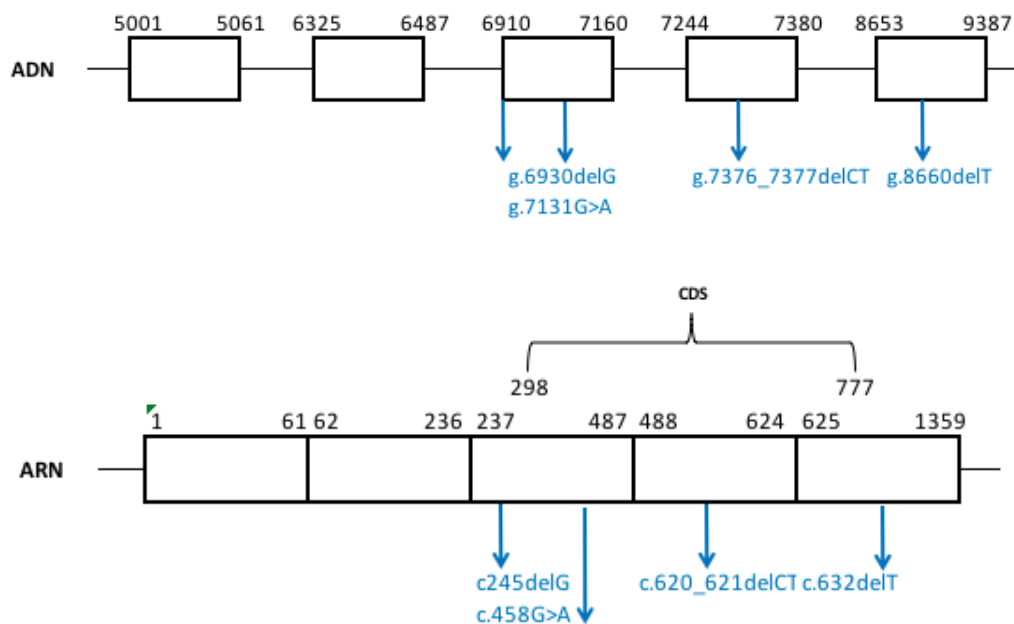 5001 5061 6325 6487 6910 7160 7244 7380 8653 9387
ADN
g.6930delG g.7376_7377delCT g.8660delT
g.7131G>A
CDS
298 777
1 61 62 236 237 487 488 624 625 1359
ARN
c245delG c.620_621delCT c.632delT
c.458G>A